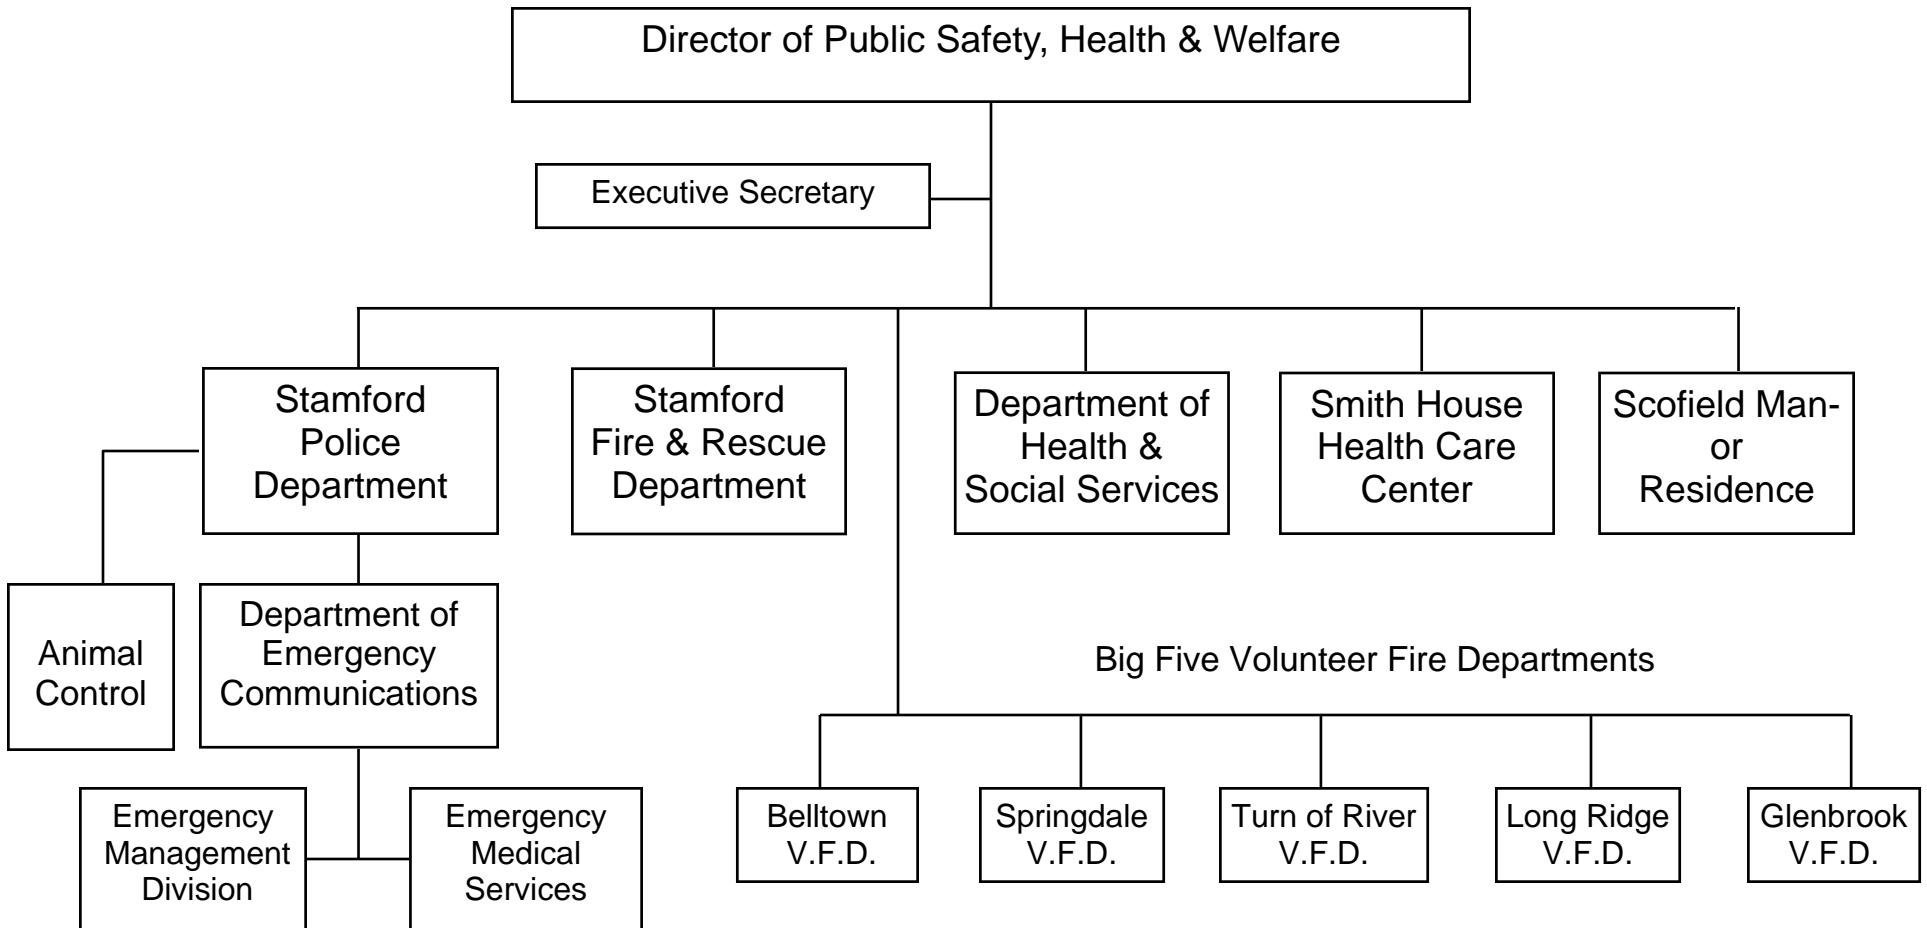 Director of Public Safety, Health & Welfare
Executive Secretary
Stamford
Police
Department
Stamford
Fire & Rescue
Department
Department of
Health &
Social Services
Smith House
Health Care
Center
Scofield Man-
or
Residence
Animal
Control
Department of
Emergency
Communications
Big Five Volunteer Fire Departments
Emergency
Management
Division
Emergency
Medical
Services
Belltown
V.F.D.
Springdale
V.F.D.
Turn of River
V.F.D.
Long Ridge
V.F.D.
Glenbrook
V.F.D.